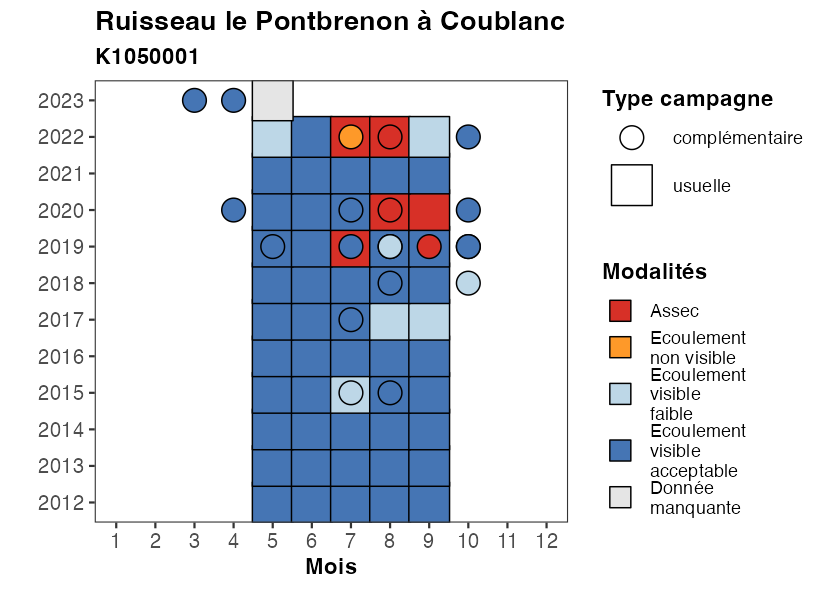 Ruisseau le Pontbrenon à Coublanc
K1050001
2023
2022
2021
2020
2019
2018
2017
2016
2015
2014
2013
2012
1 2 3 4 5 6 7 8 9 10 11 12
Mois
Type campagne
complémentaire
usuelle
Modalités
Assec
Ecoulement
non visible
Ecoulement
visible
faible
Ecoulement
visible
acceptable
Donnée
manquante